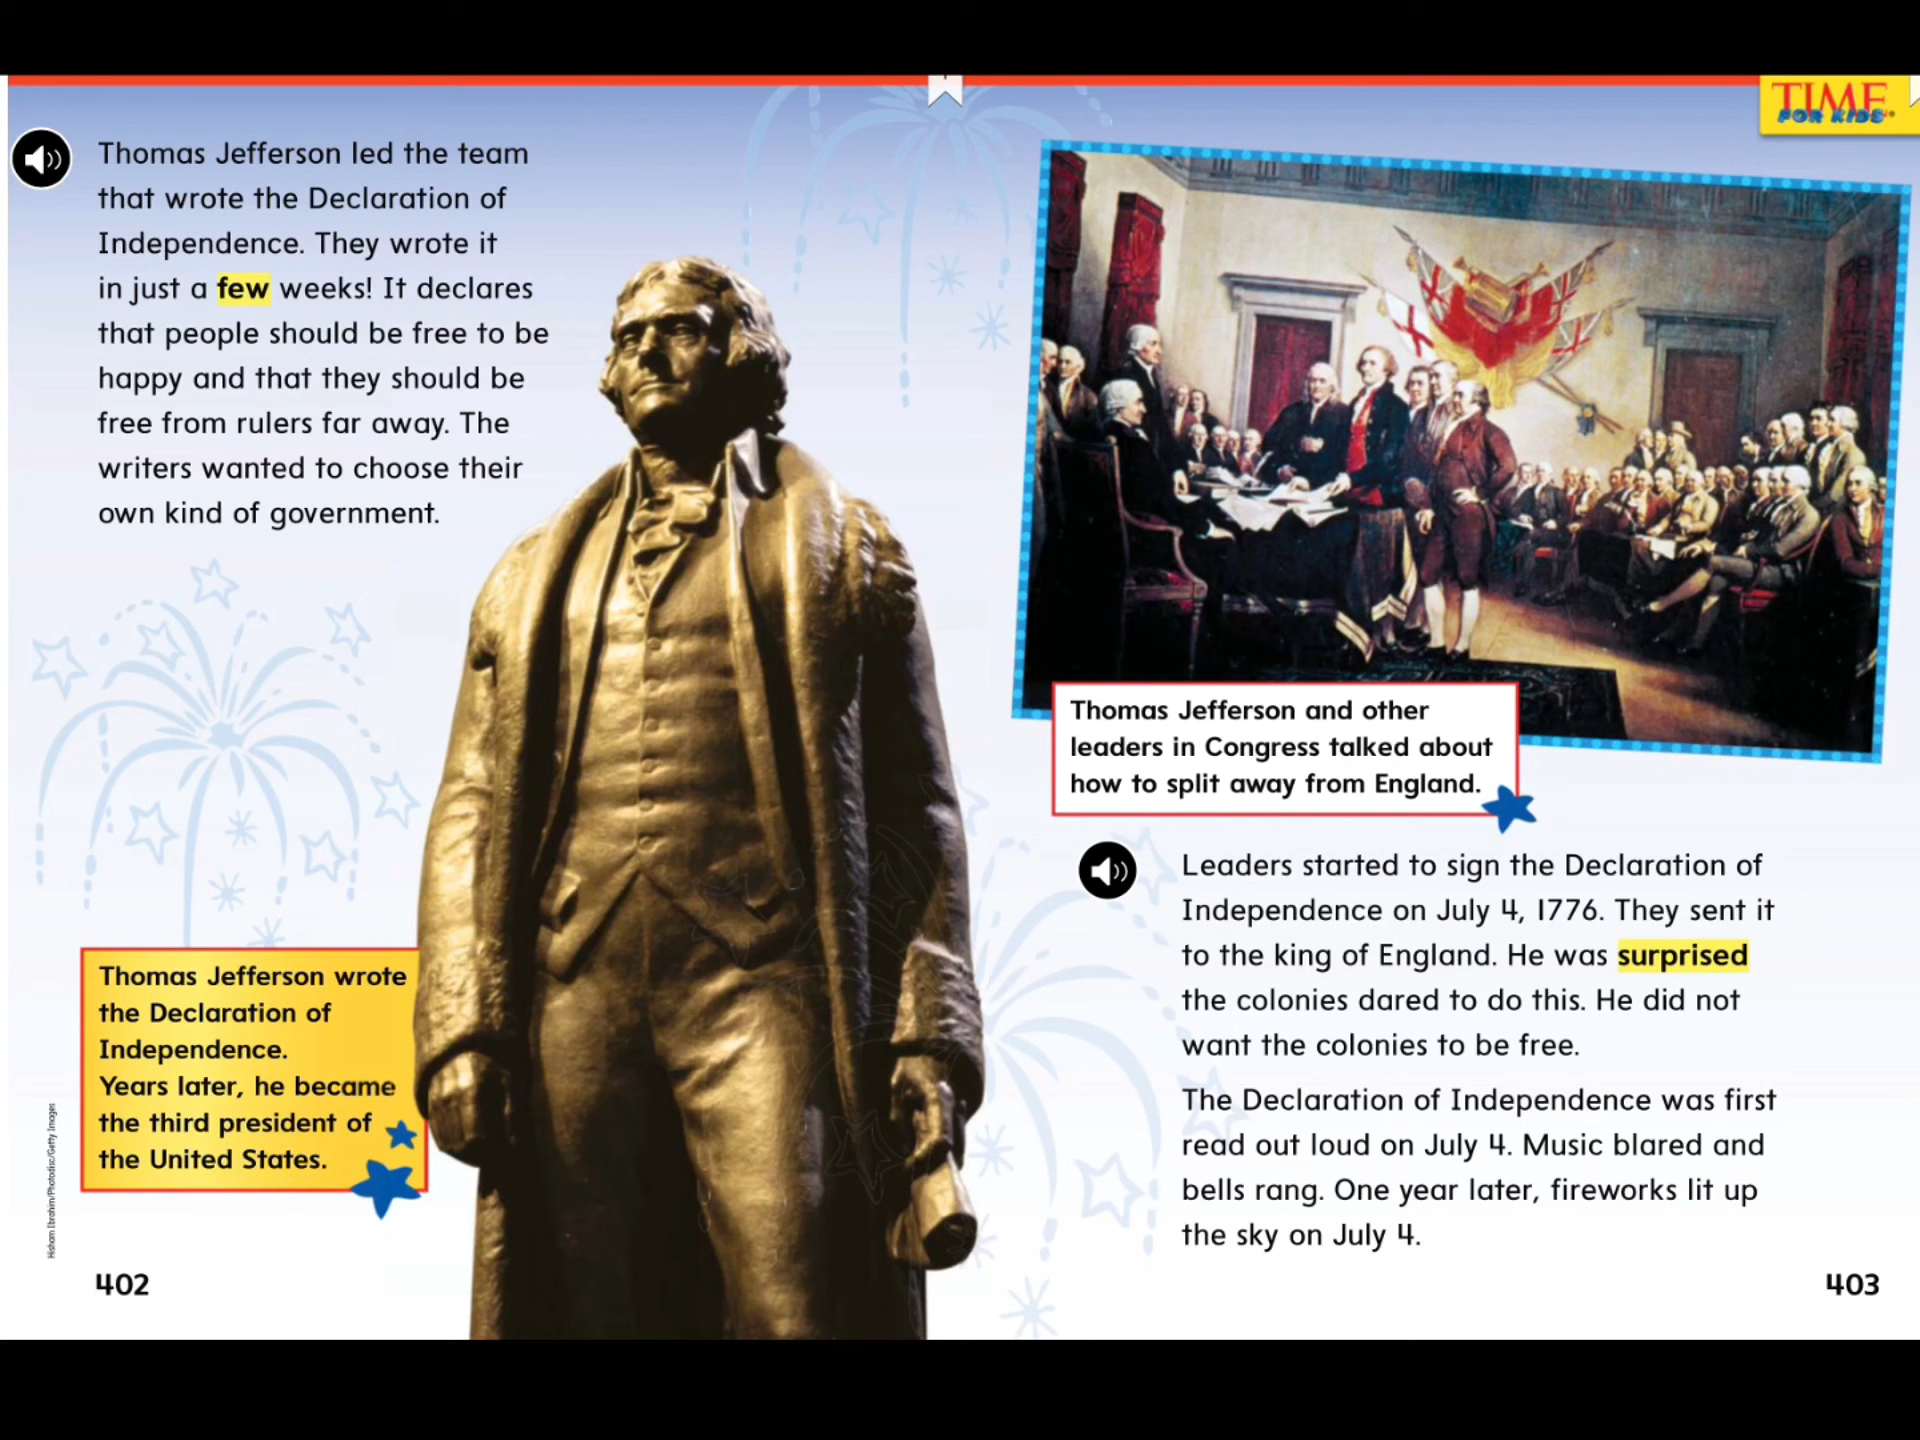 Thomas Jefferson led the team
that wrote the Declaration of
Independence. They wrote it
in just a few weeks! It declares
that people should be free to be
happy and that they should be
free from rulers far away. The
writers wanted to choose their
own kind of government.
Thomas Jefferson wrote
the Declaration of
Independence.
Years later, he became
the third president of
the United States.
Hisham Ibrahim/Photodisc/Getty Images
402
TIME
FOR KIDS
Thomas Jefferson and other
leaders in Congress talked about
how to split away from England.
Leaders started to sign the Declaration of
Independence on July 4, 1776. They sent it
to the king of England. He was surprised
the colonies dared to do this. He did not
want the colonies to be free.
The Declaration of Independence was first
read out loud on July 4. Music blared and
bells rang. One year later, fireworks lit up
the sky on July 4.
403